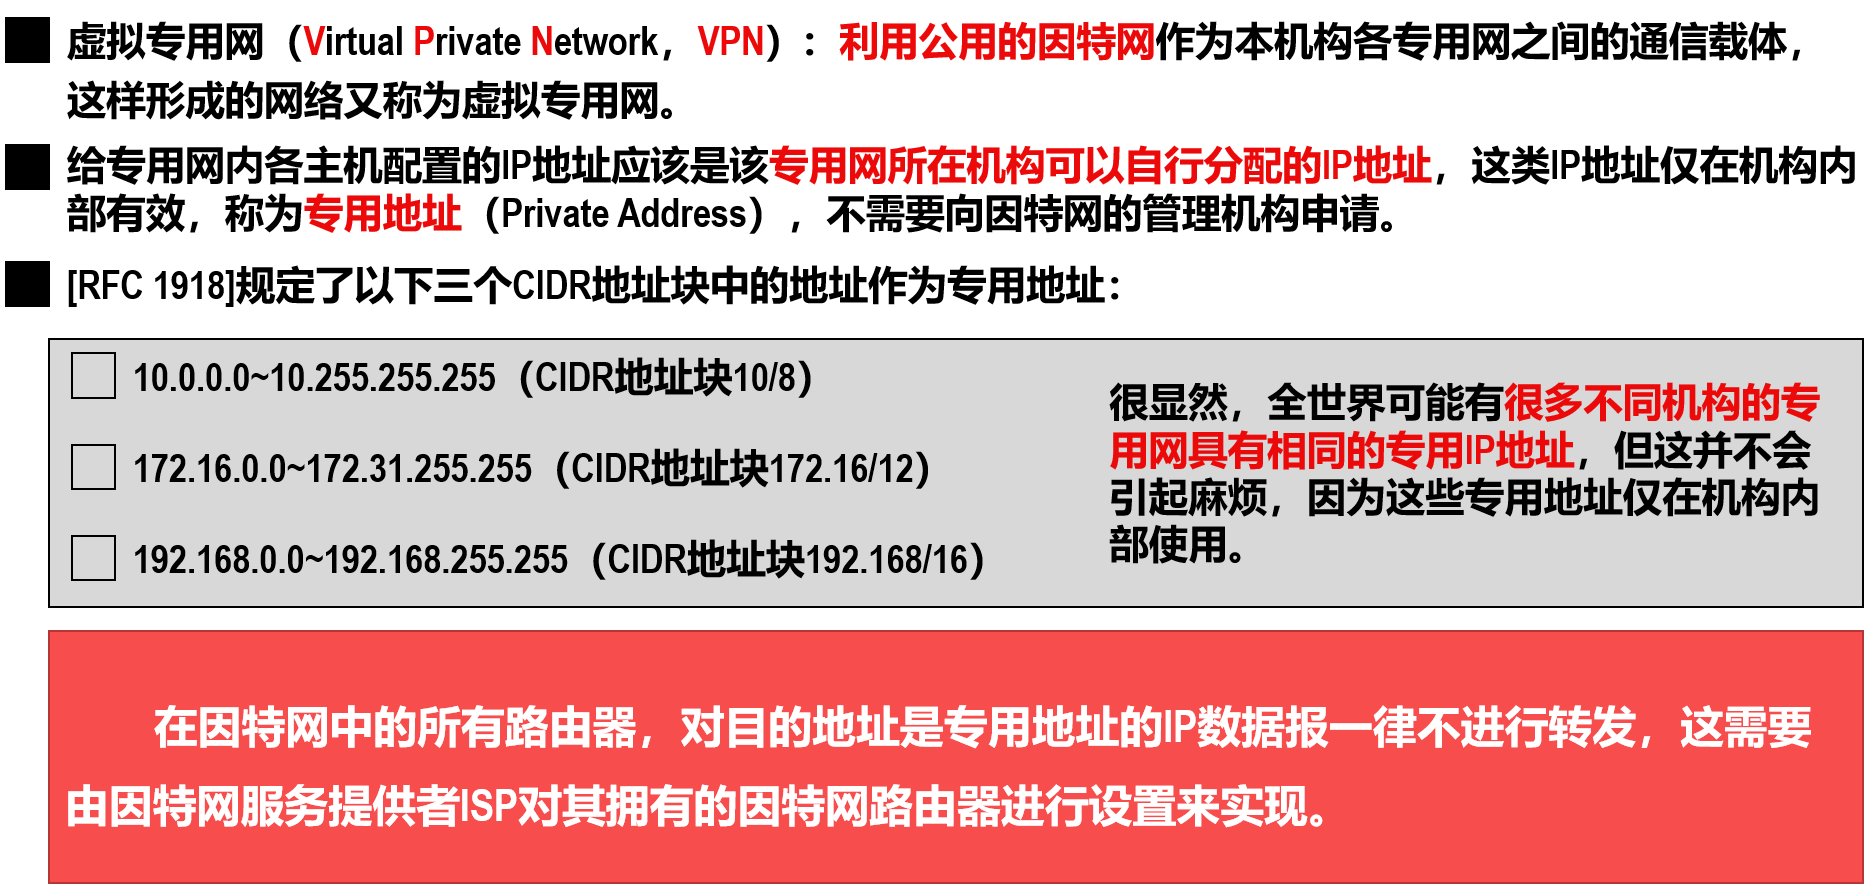 虚拟专用网（Virtual Private Network，VPN）：利用公用的因特网作为本机构各专用网之间的通信载体，
这样形成的网络又称为虚拟专用网。
给专用网内各主机配置的IP地址应该是该专用网所在机构可以自行分配的IP地址，这类IP地址仅在机构内
部有效，称为专用地址（Private Address），不需要向因特网的管理机构申请。
[RFC 1918]规定了以下三个CIDR地址块中的地址作为专用地址：
10.0.0.0~10.255.255.255（CIDR地址块10/8）
172.16.0.0~172.31.255.255（CIDR地址块172.16/12）
192.168.0.0~192.168.255.255（CIDR地址块192.168/16）
很显然，全世界可能有很多不同机构的专
用网具有相同的专用IP地址，但这并不会
引起麻烦，因为这些专用地址仅在机构内
部使用。
在因特网中的所有路由器，对目的地址是专用地址的IP数据报一律不进行转发，这需要
由因特网服务提供者ISP对其拥有的因特网路由器进行设置来实现。